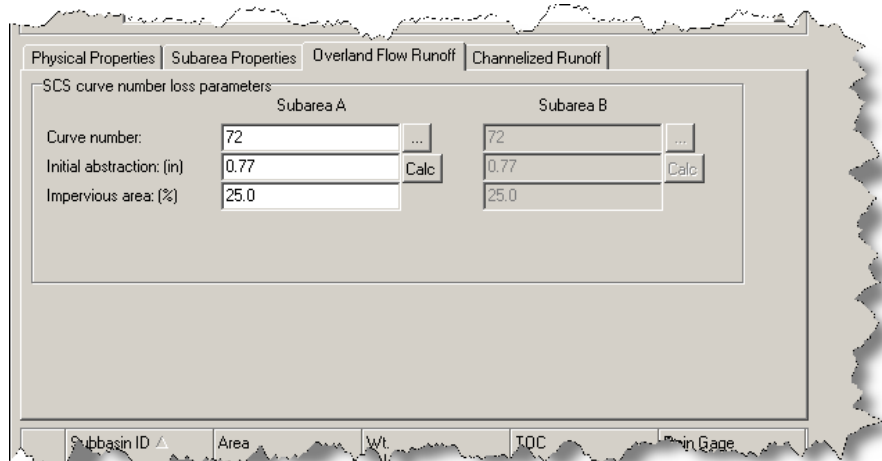 Physical Properties Subarea Properties Overland Flow Runoff Channelized Runoff
SCS curve number loss parameters
Subarea A Subarea B
Curve number: 72 ... 72 ...
Initial abstraction: (in) 0.77 Calc 0.77 Calc
Impervious area: (%) 25.0 25.0
Subbasin ID Area Wt. TOC Rain Gage